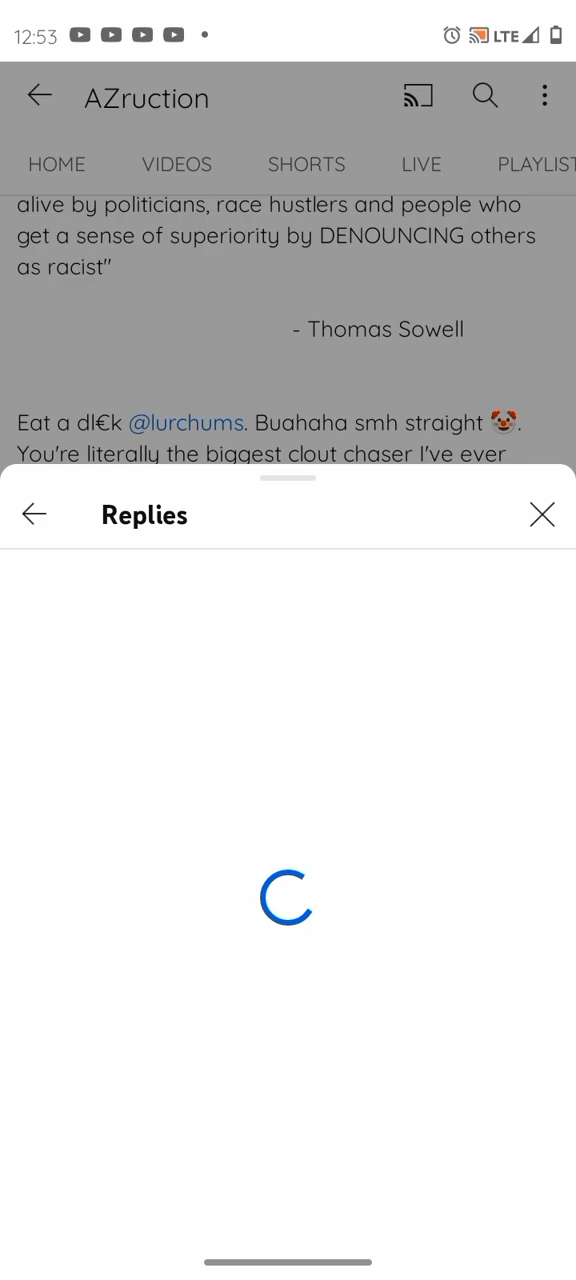 12:53 LTE
AZruction
HOME VIDEOS SHORTS LIVE PLAYLIST
alive by politicians, race hustlers and people who
get a sense of superiority by DENOUNCING others
as racist"
- Thomas Sowell
Eat a dl€k @lurchums. Buahaha smh straight 🤡.
You're literally the biggest clout chaser I've ever
Replies